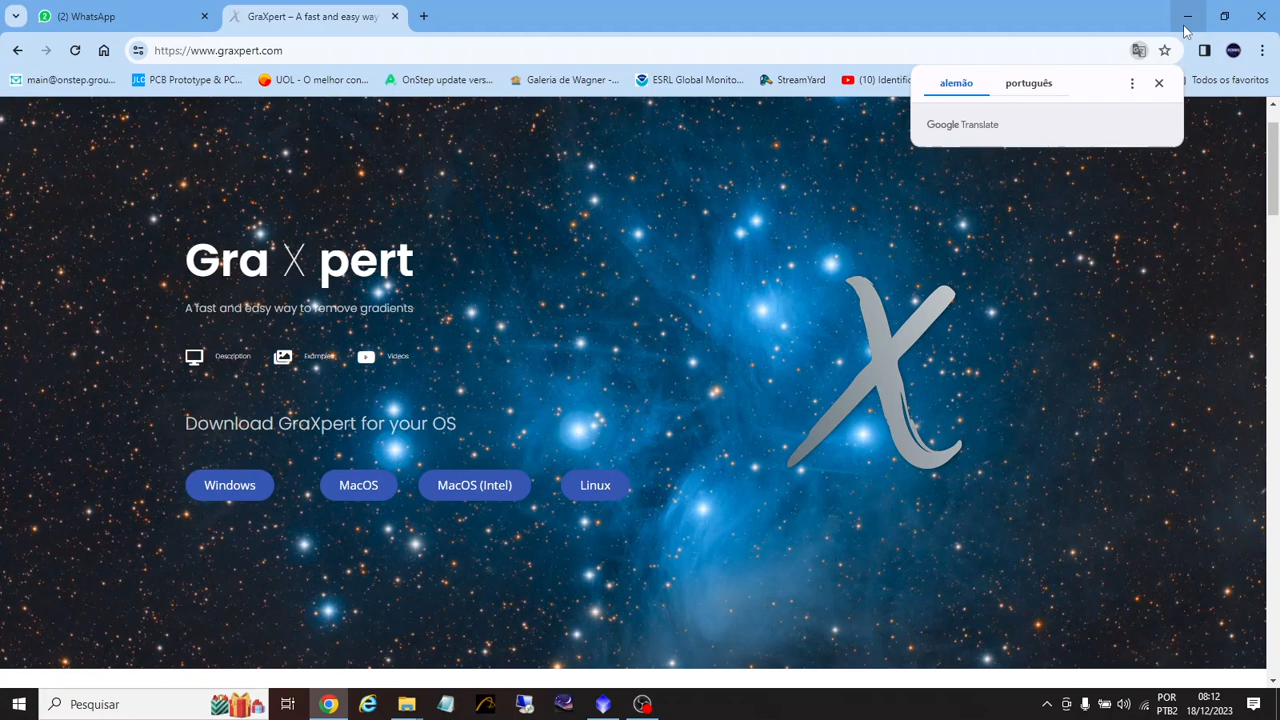 (2) WhatsApp
GraXpert – A fast and easy way
https://www.graxpert.com
main@onstep.grou...
PCB Prototype & PC...
UOL - O melhor con...
OnStep update vers...
Galeria de Wagner -...
ESRL Global Monito...
StreamYard
(10) Identific
Todos os favoritos
alemão
português
Google Translate
Gra X pert
A fast and easy way to remove gradients
Description
Examples
Videos
Download GraXpert for your OS
Windows
MacOS
MacOS (Intel)
Linux
X
Pesquisar
POR
PTB2
08:12
18/12/2023